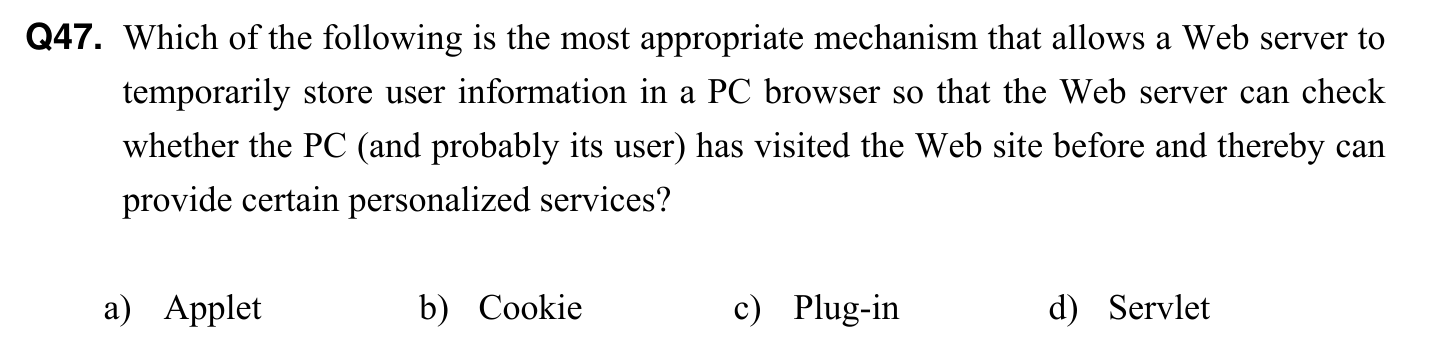 Q47. Which of the following is the most appropriate mechanism that allows a Web server to
temporarily store user information in a PC browser so that the Web server can check
whether the PC (and probably its user) has visited the Web site before and thereby can
provide certain personalized services?
a) Applet b) Cookie c) Plug-in d) Servlet